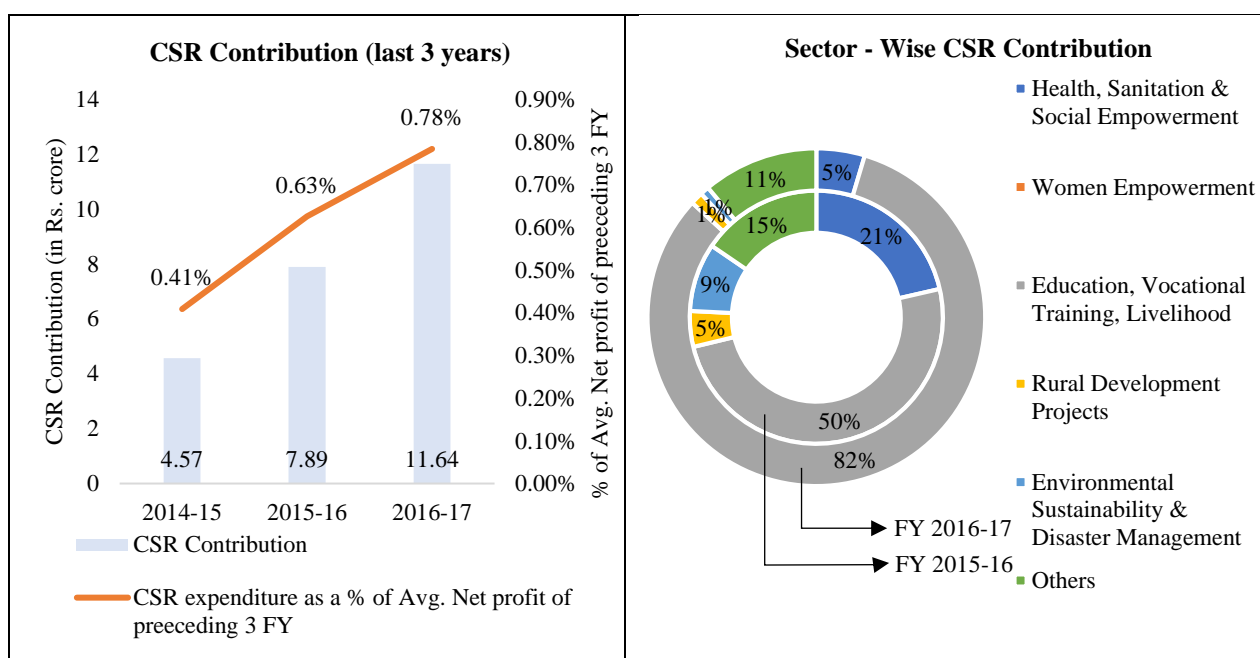 CSR Contribution (last 3 years)
CSR Contribution (in Rs. crore)
14
12
10
8
6
4
2
0
0.90%
0.80%
0.70%
0.60%
0.50%
0.40%
0.30%
0.20%
0.10%
0.00%
% of Avg. Net profit of preceding 3 FY
0.41%
0.63%
0.78%
4.57
7.89
11.64
2014-15
2015-16
2016-17
CSR Contribution
CSR expenditure as a % of Avg. Net profit of
preeceding 3 FY
Sector - Wise CSR Contribution
5%
82%
1%
1%
11%
21%
50%
5%
9%
15%
FY 2016-17
FY 2015-16
Health, Sanitation &
Social Empowerment
Women Empowerment
Education, Vocational
Training, Livelihood
Rural Development
Projects
Environmental
Sustainability &
Disaster Management
Others